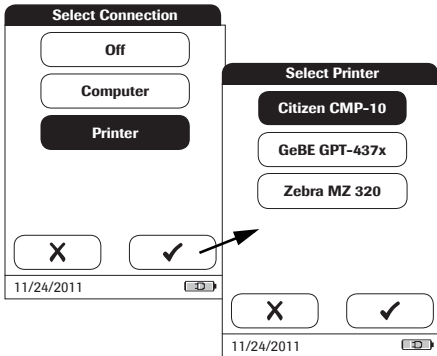 Select Connection
Off
Computer
Printer
11/24/2011
Select Printer
Citizen CMP-10
GeBE GPT-437x
Zebra MZ 320
11/24/2011